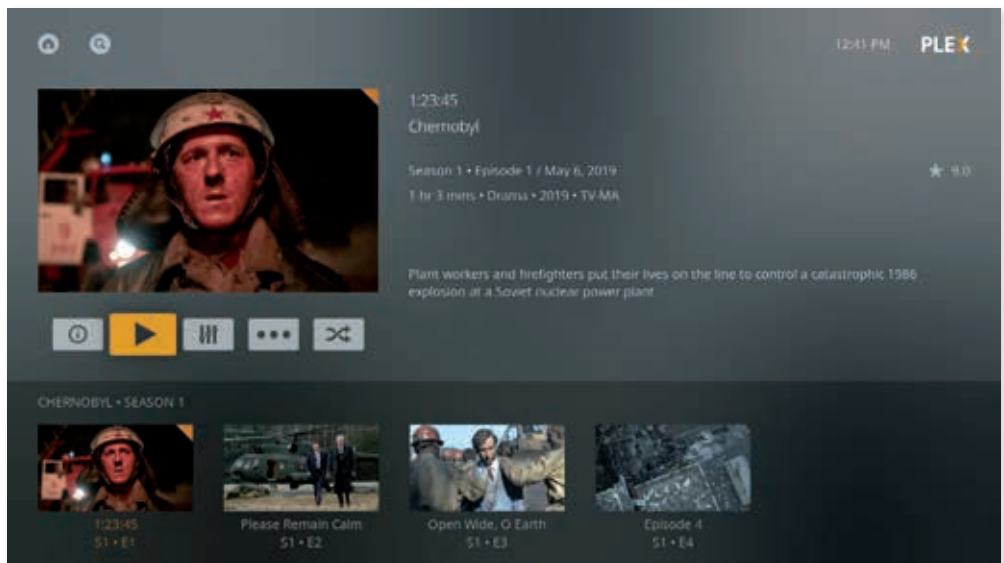 12:41 PM
PLEX
1:23:45
Chernobyl
Season 1 • Episode 1 / May 6, 2019
★ 9.0
1 hr 3 mins • Drama • 2019 • TV-MA
Plant workers and firefighters put their lives on the line to control a catastrophic 1986
explosion at a Soviet nuclear power plant
CHERNOBYL • SEASON 1
1:23:45
S1 • E1
Please Remain Calm
S1 • E2
Open Wide, O Earth
S1 • E3
Episode 4
S1 • E4